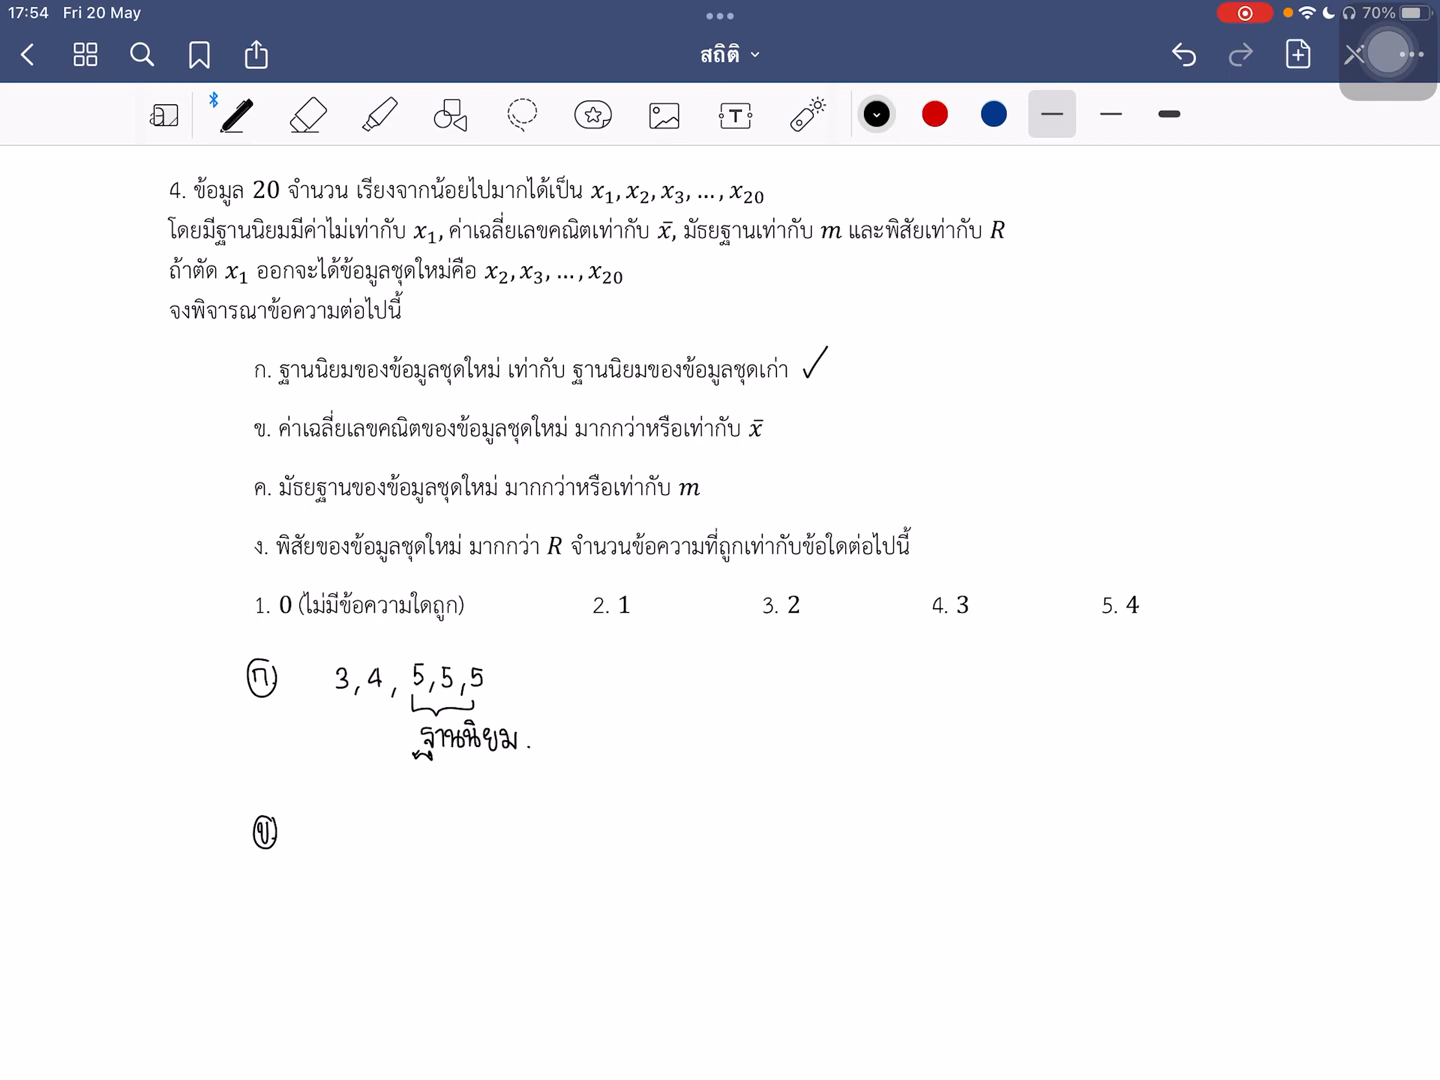 17:54 Fri 20 May
70%
สถิติ
4. ข้อมูล 20 จำนวน เรียงจากน้อยไปมากได้เป็น x₁, x₂, x₃, …, x₂₀
โดยมีฐานนิยมมีค่าไม่เท่ากับ x₁, ค่าเฉลี่ยเลขคณิตเท่ากับ x̄, มัธยฐานเท่ากับ m และพิสัยเท่ากับ R
ถ้าตัด x₁ ออกจะได้ข้อมูลชุดใหม่คือ x₂, x₃, …, x₂₀
จงพิจารณาข้อความต่อไปนี้
ก. ฐานนิยมของข้อมูลชุดใหม่ เท่ากับ ฐานนิยมของข้อมูลชุดเก่า ✓
ข. ค่าเฉลี่ยเลขคณิตของข้อมูลชุดใหม่ มากกว่าหรือเท่ากับ x̄
ค. มัธยฐานของข้อมูลชุดใหม่ มากกว่าหรือเท่ากับ m
ง. พิสัยของข้อมูลชุดใหม่ มากกว่า R จำนวนข้อความที่ถูกเท่ากับข้อใดต่อไปนี้
1. 0 (ไม่มีข้อความใดถูก) 2. 1 3. 2 4. 3 5. 4
ก. 3, 4, 5, 5, 5
ฐานนิยม.
ข.